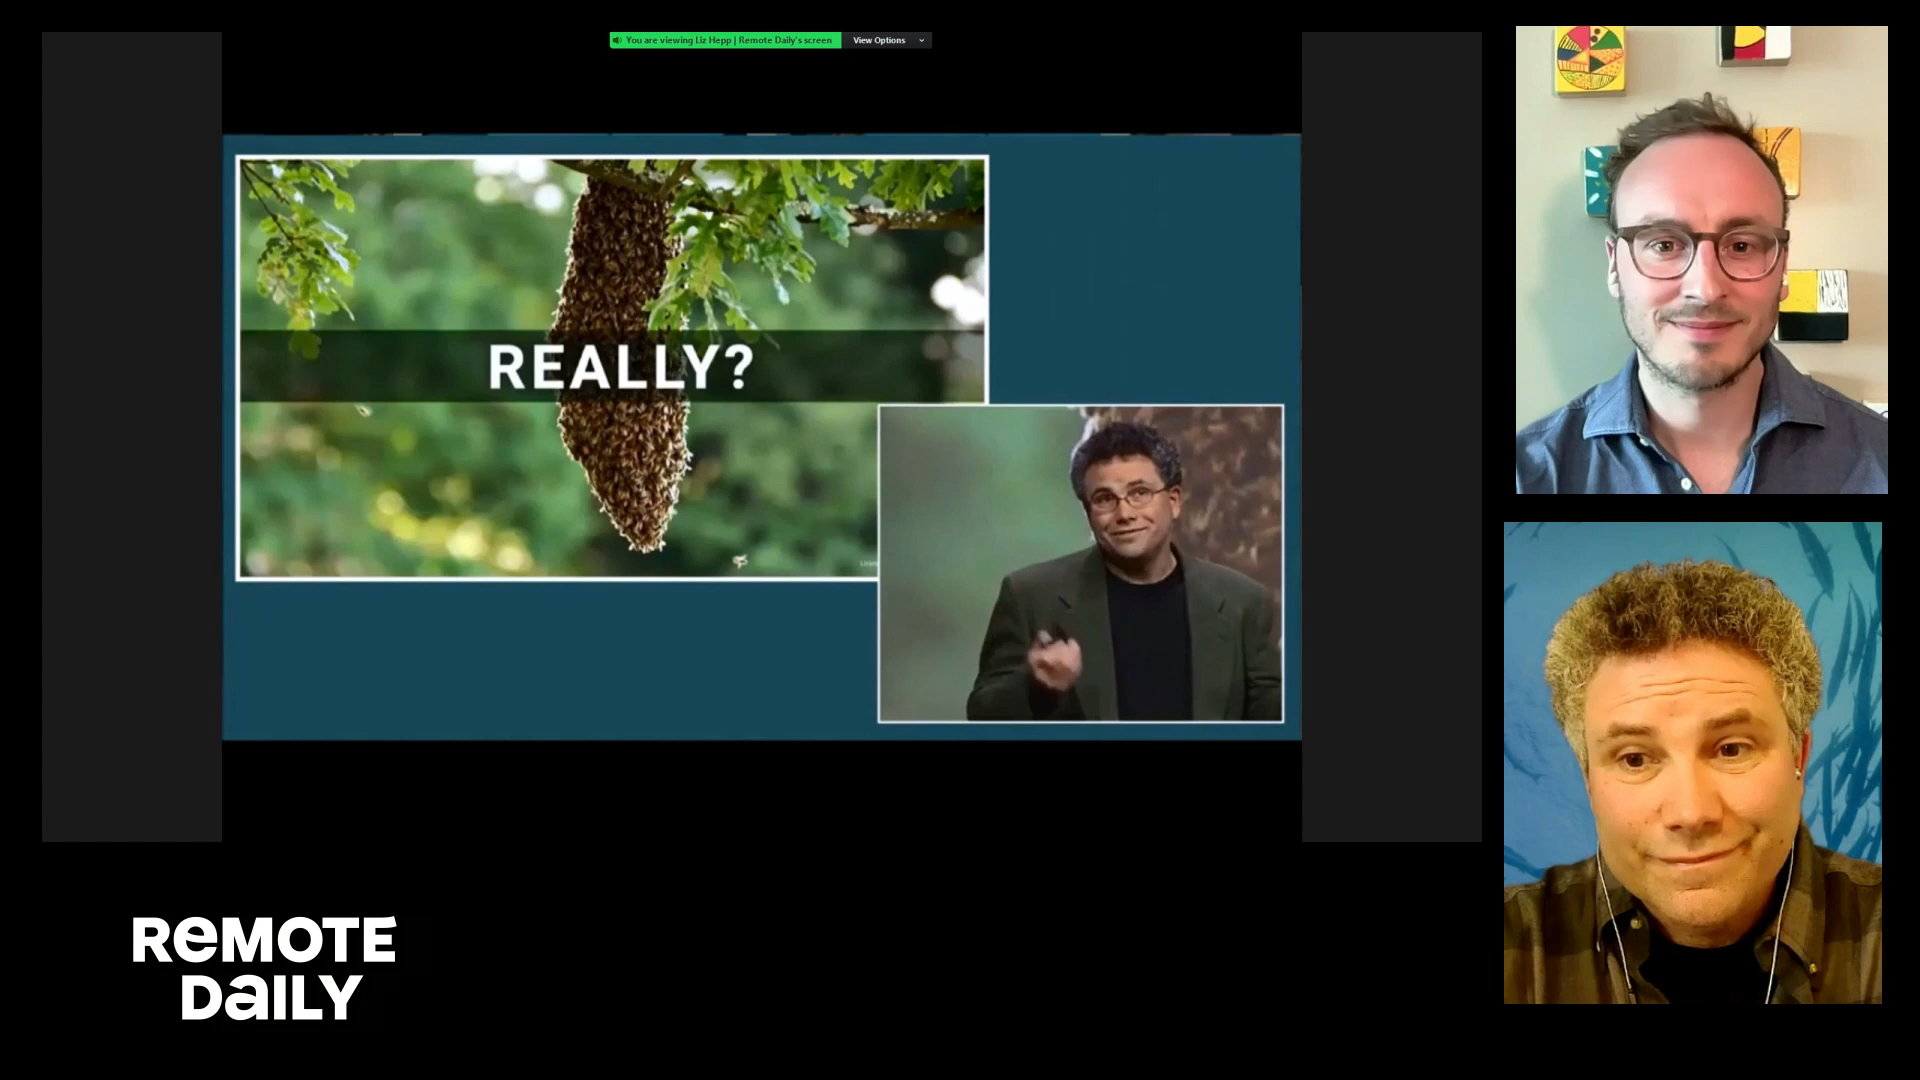 You are viewing Liz Hepp | Remote Daily's screen
View Options
REALLY?
REMOTE
DAILY